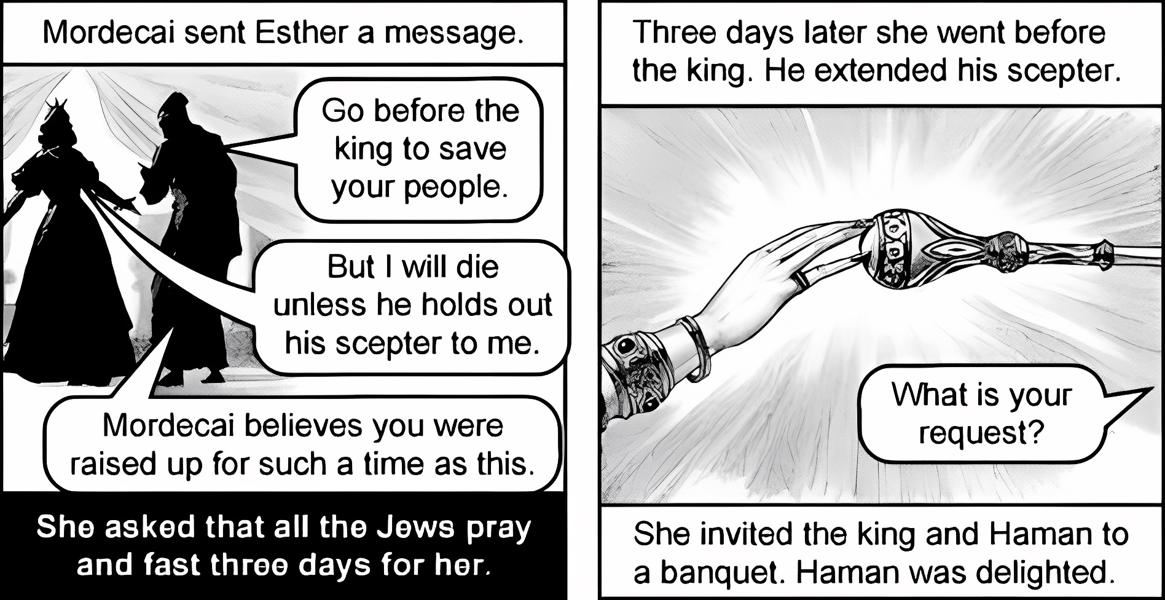 Mordecai sent Esther a message.
Go before the
king to save
your people.
But I will die
unless he holds out
his scepter to me.
Mordecai believes you were
raised up for such a time as this.
She asked that all the Jews pray
and fast three days for her.
Three days later she went before
the king. He extended his scepter.
What is your
request?
She invited the king and Haman to
a banquet. Haman was delighted.